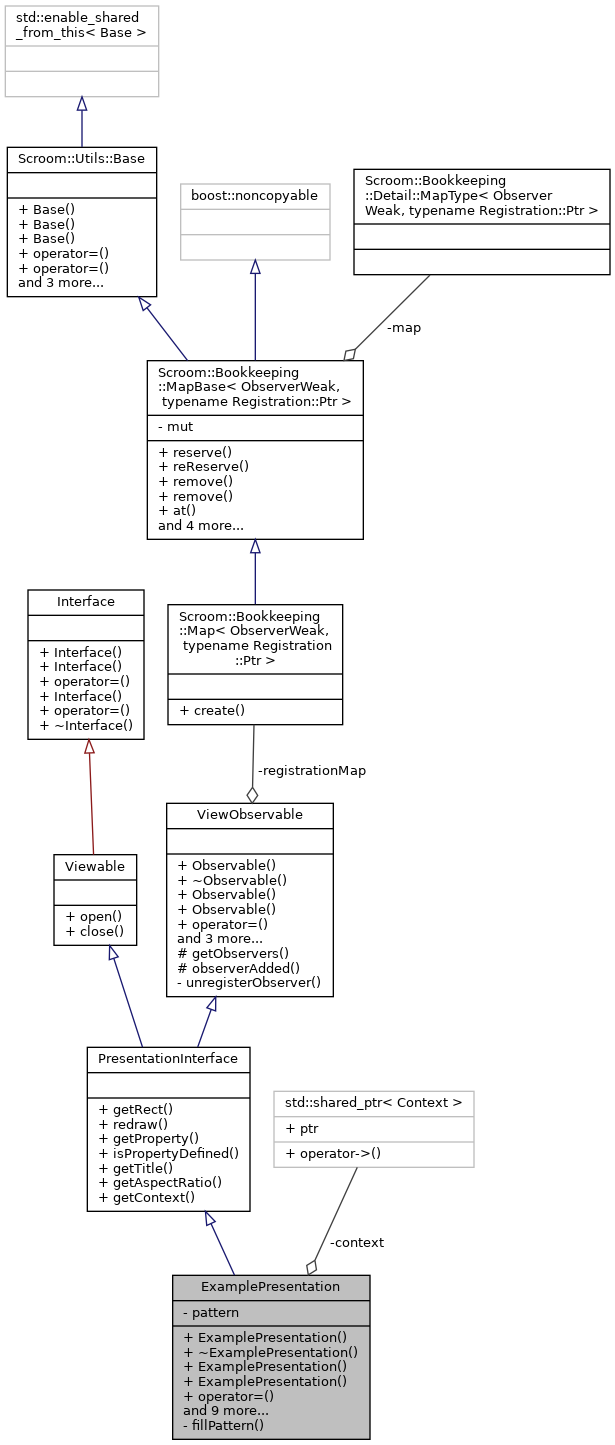 std::enable_shared
_from_this< Base >
Scroom::Utils::Base
+ Base()
+ Base()
+ Base()
+ operator=()
+ operator=()
and 3 more...
boost::noncopyable
Scroom::Bookkeeping
::Detail::MapType< Observer
Weak, typename Registration::Ptr >
-map
Scroom::Bookkeeping
::MapBase< ObserverWeak,
typename Registration::Ptr >
- mut
+ reserve()
+ reReserve()
+ remove()
+ remove()
+ at()
and 4 more...
Interface
+ Interface()
+ Interface()
+ operator=()
+ Interface()
+ operator=()
+ ~Interface()
Scroom::Bookkeeping
::Map< ObserverWeak,
typename Registration
::Ptr >
+ create()
-registrationMap
Viewable
+ open()
+ close()
ViewObservable
+ Observable()
+ ~Observable()
+ Observable()
+ Observable()
+ operator=()
and 3 more...
# getObservers()
# observerAdded()
- unregisterObserver()
PresentationInterface
+ getRect()
+ redraw()
+ getProperty()
+ isPropertyDefined()
+ getTitle()
+ getAspectRatio()
+ getContext()
std::shared_ptr< Context >
+ ptr
+ operator->()
-context
ExamplePresentation
- pattern
+ ExamplePresentation()
+ ~ExamplePresentation()
+ ExamplePresentation()
+ ExamplePresentation()
+ operator=()
and 9 more...
- fillPattern()